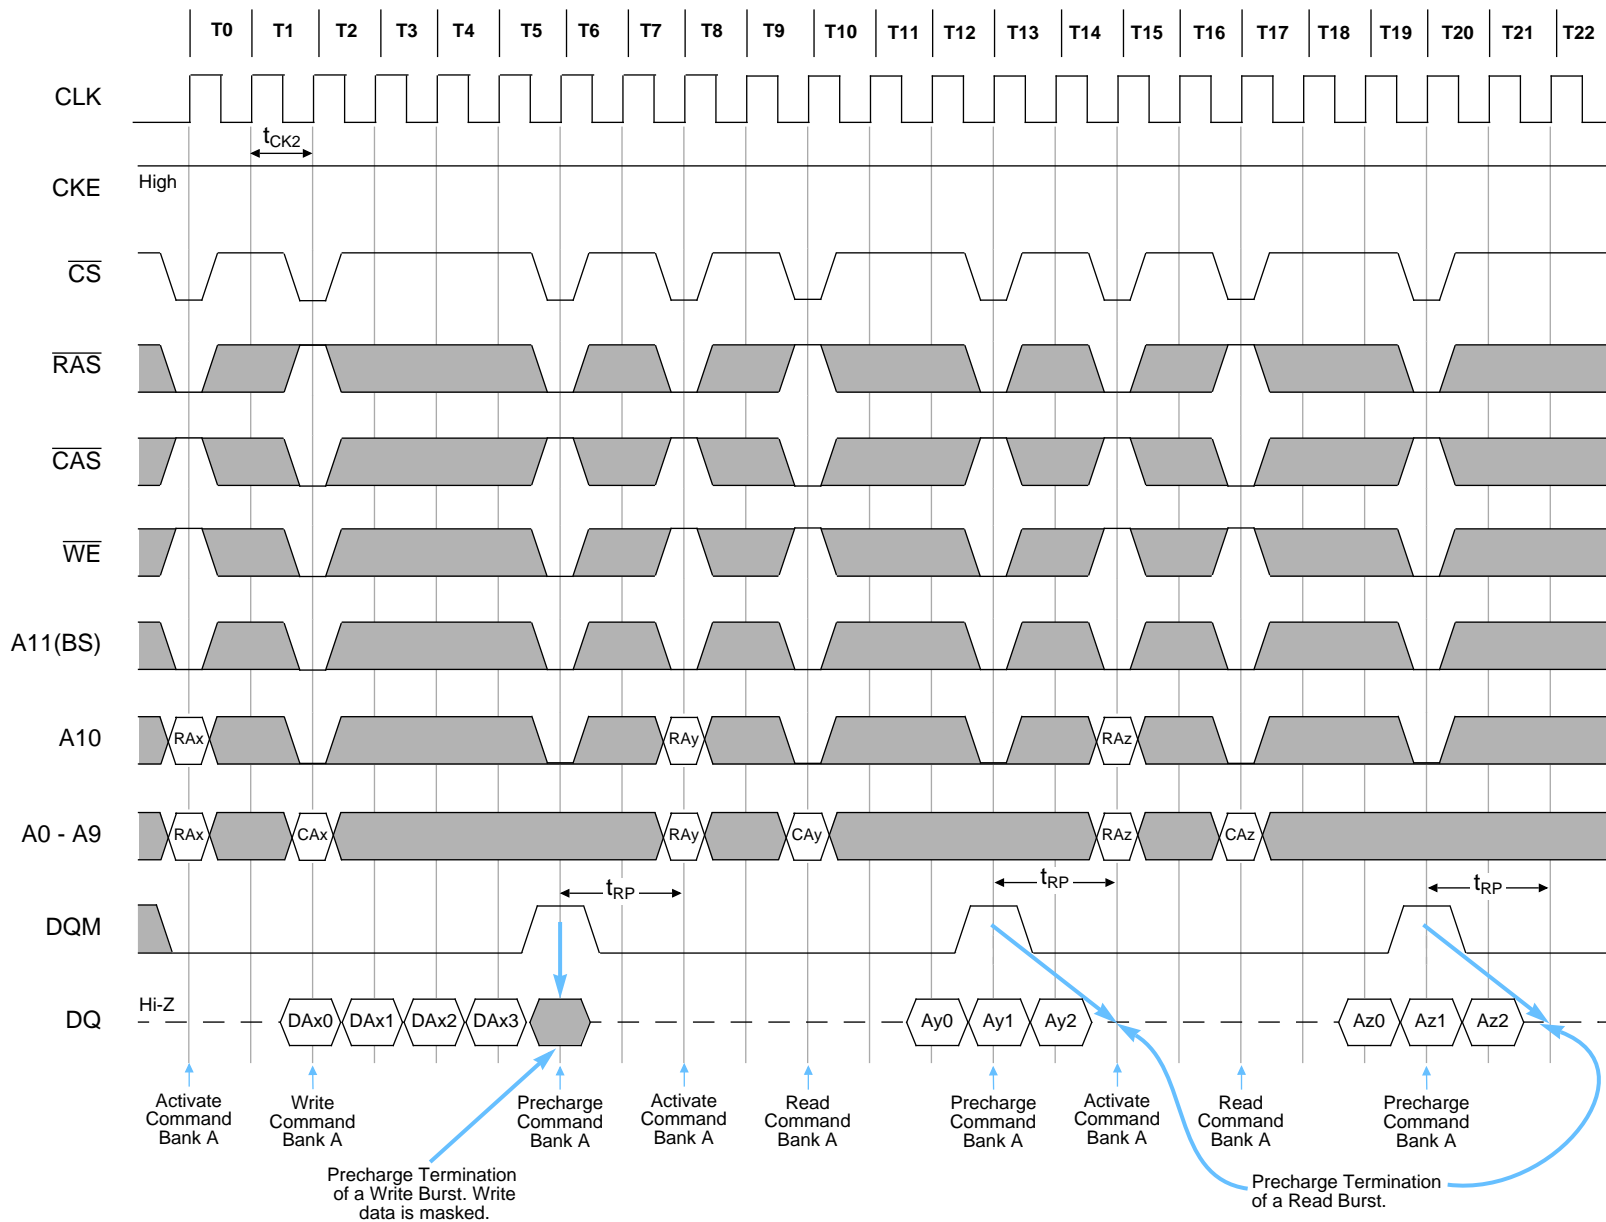 T0 T1 T2 T3 T4 T5 T6 T7 T8 T9 T10 T11 T12 T13 T14 T15 T16 T17 T18 T19 T20 T21 T22
CLK
tCK2
CKE
High
CS
RAS
CAS
WE
A11(BS)
A10
RAx RAy RAz
A0 - A9
RAx CAx RAy CAy RAz CAz
tRP tRP tRP
DQM
DQ
Hi-Z
DAx0 DAx1 DAx2 DAx3 Ay0 Ay1 Ay2 Az0 Az1 Az2
Activate
Command
Bank A
Write
Command
Bank A
Precharge
Command
Bank A
Activate
Command
Bank A
Read
Command
Bank A
Precharge
Command
Bank A
Activate
Command
Bank A
Read
Command
Bank A
Precharge
Command
Bank A
Precharge Termination
of a Write Burst. Write
data is masked.
Precharge Termination
of a Read Burst.